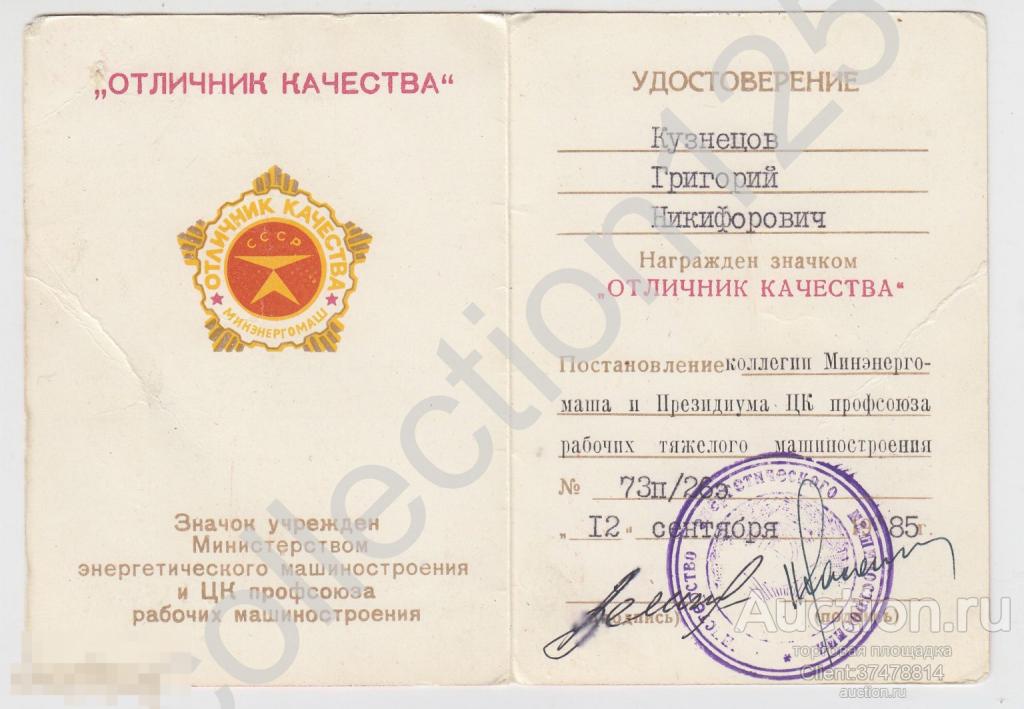 „ОТЛИЧНИК КАЧЕСТВА“
ОТЛИЧНИК КАЧЕСТВА
СССР
МИНЭНЕРГОМАШ
Значок учрежден
Министерством
энергетического машиностроения
и ЦК профсоюза
рабочих машиностроения
УДОСТОВЕРЕНИЕ
Кузнецов
Григорий
Никифорович
Награжден значком
„ОТЛИЧНИК КАЧЕСТВА“
Постановление коллегии Минэнерго-
маша и Президиума ЦК профсоюза
рабочих тяжелого машиностроения
№ 73п/26э
„12“ сентября 85 г.
(подпись) (подпись)
collection125
Auction.ru
торговая площадка
Client:37478814
auction.ru